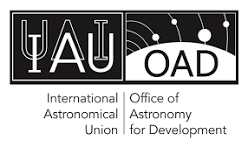 IAU
OAD
International
Astronomical
Union
Office of
Astronomy
for Development